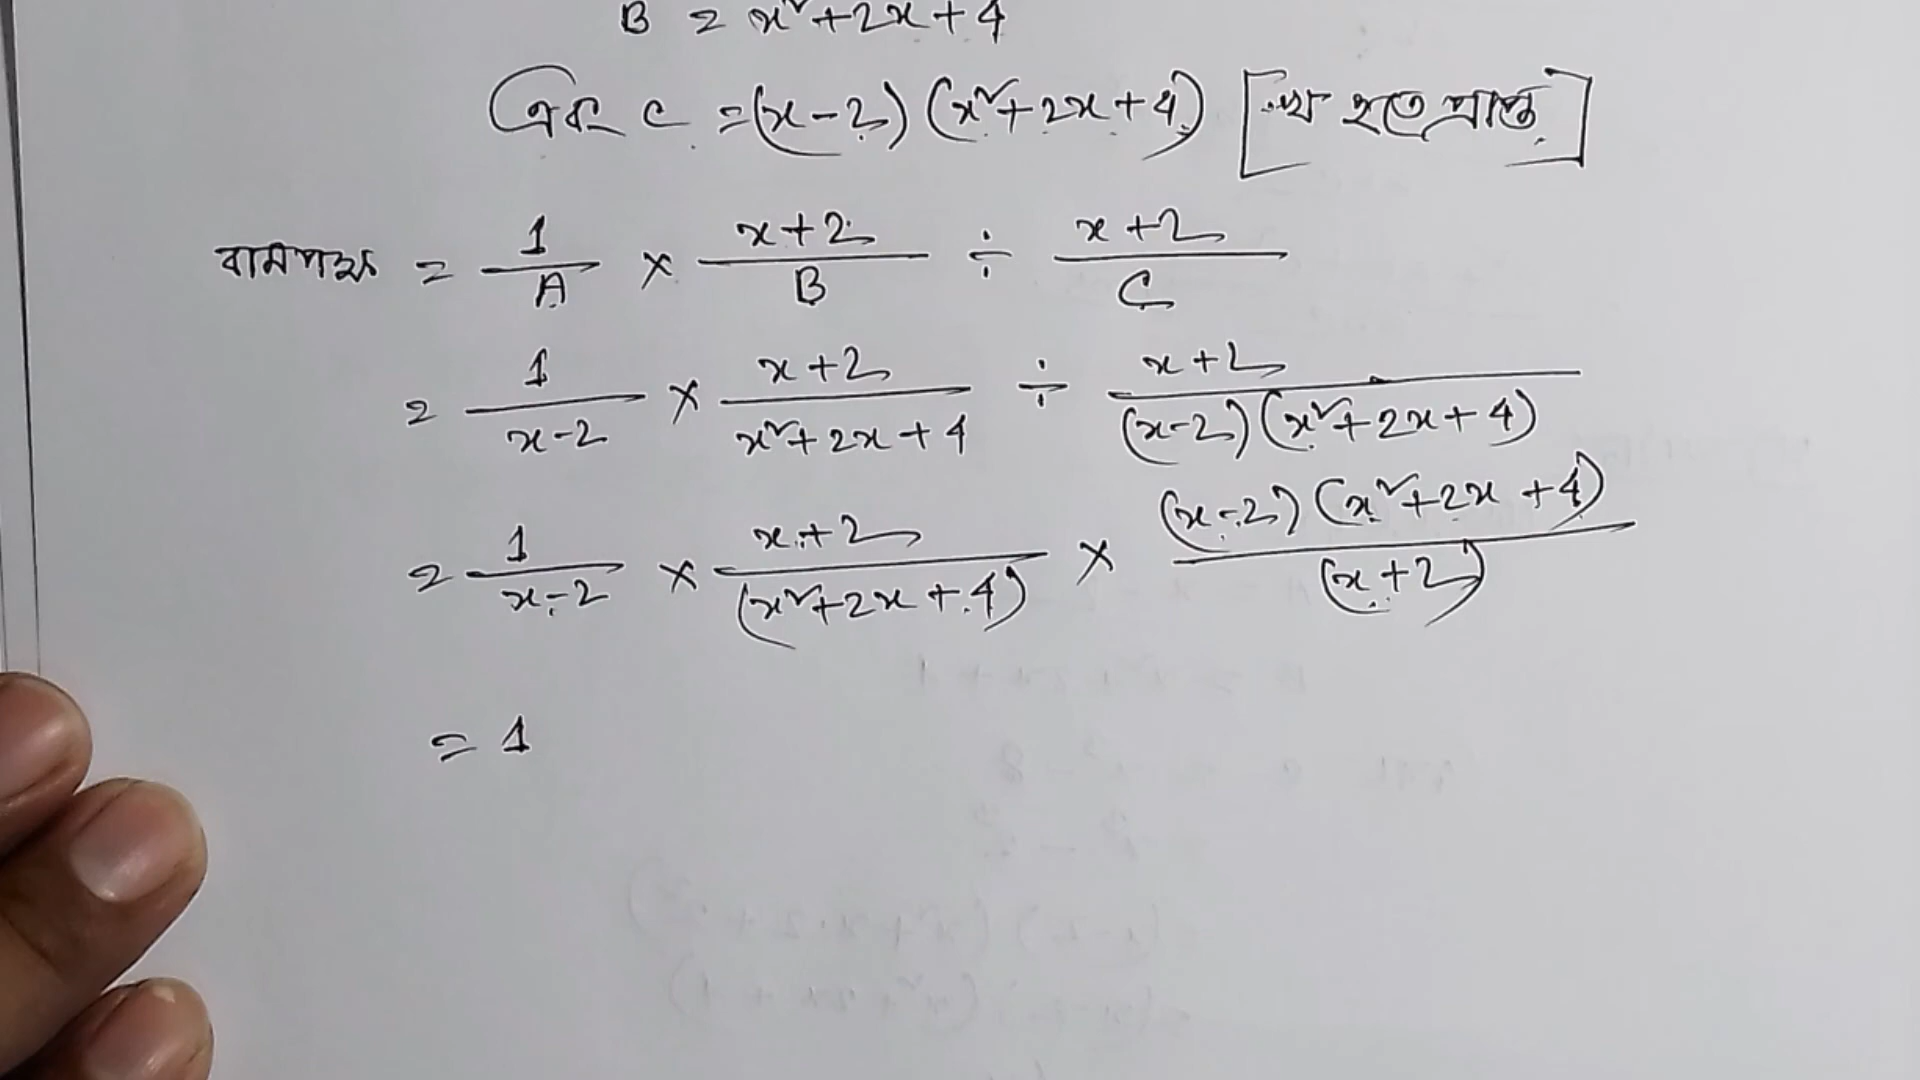 B = x²+2x+4
এবং C = (x-2) (x²+2x+4) [খ হতে প্রাপ্ত]
বামপক্ষ = 1/A × x+2/B ÷ x+2/C
= 1/x-2 × x+2/x²+2x+4 ÷ x+2/(x-2)(x²+2x+4)
= 1/x-2 × x+2/(x²+2x+4) × (x-2)(x²+2x+4)/(x+2)
= 1